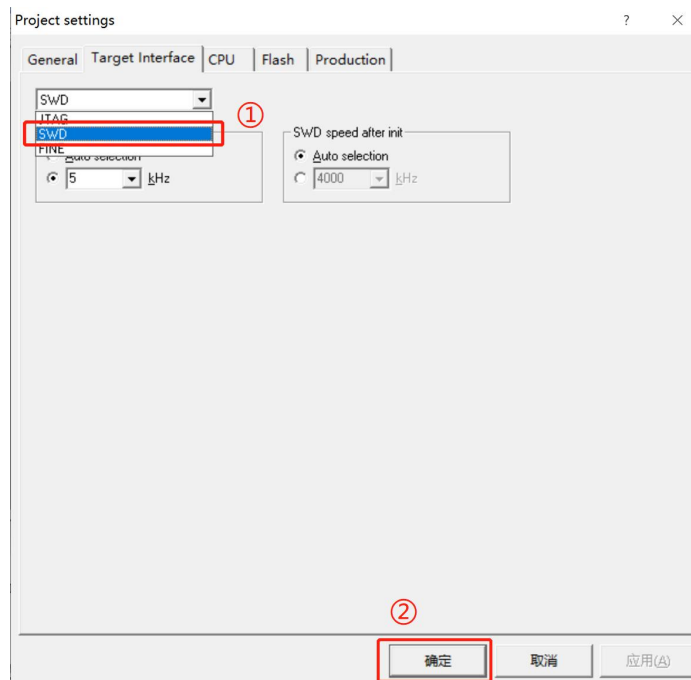 Project settings ? ×
General Target Interface CPU Flash Production
SWD
①
JTAG
SWD
SWD speed after init
FINE
Auto selection Auto selection
5 kHz 4000 kHz
②
确定 取消 应用(A)